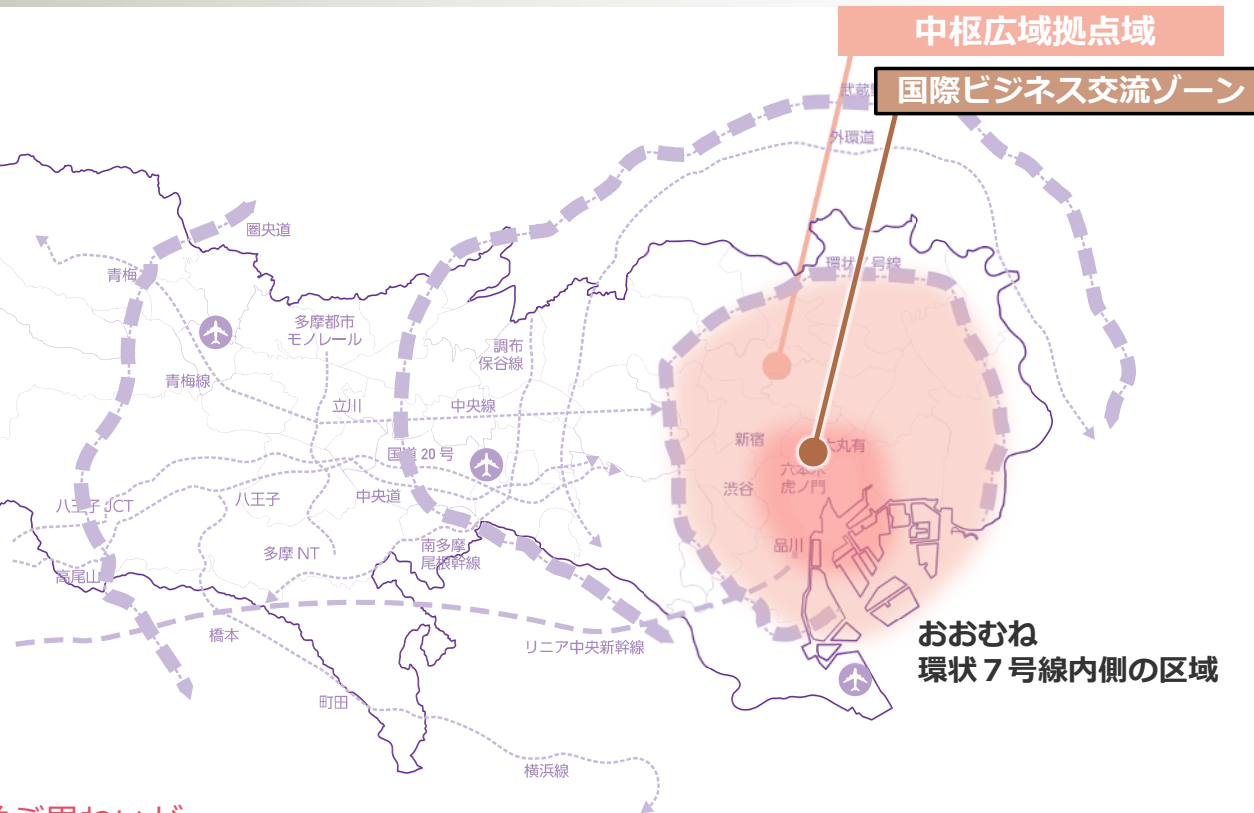 中枢広域拠点域
国際ビジネス交流ゾーン
武蔵
外環道
圏央道
環状7号線
青梅
多摩都市
モノレール
調布
保谷線
青梅線
立川
中央線
新宿
大丸有
国道 20 号
六本木
虎ノ門
渋谷
八王子 JCT
八王子
中央道
品川
多摩 NT
南多摩
尾根幹線
高尾山
橋本
リニア中央新幹線
おおむね
環状７号線内側の区域
町田
横浜線